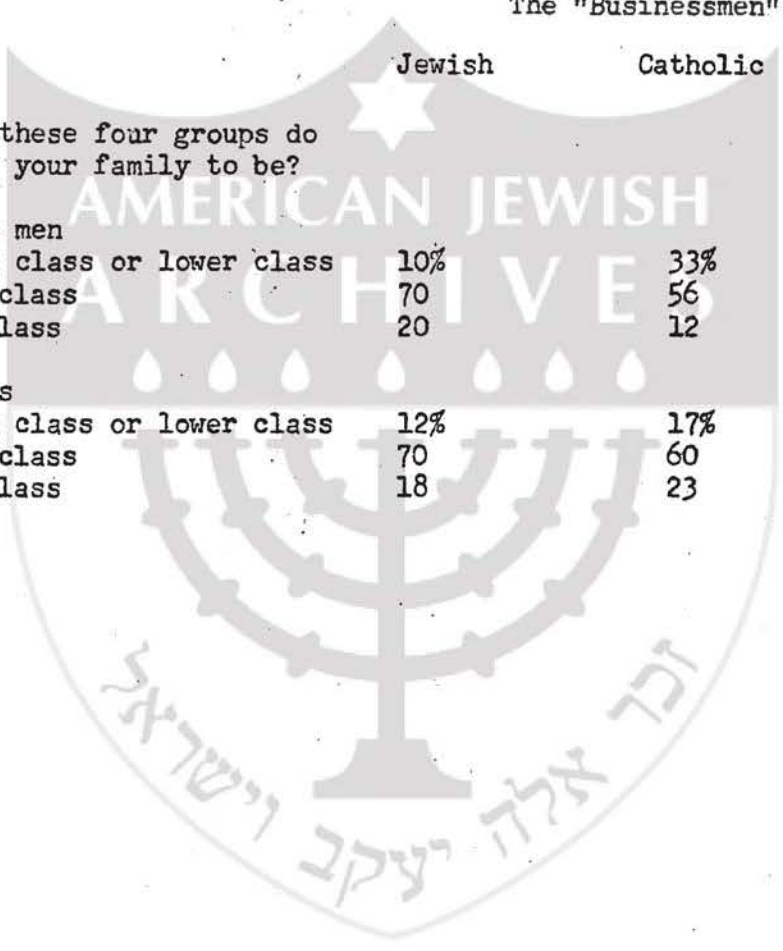 The "Businessmen"
Jewish Catholic
these four groups do
your family to be?
men
class or lower class 10% 33%
class 70 56
lass 20 12
s
class or lower class 12% 17%
class 70 60
lass 18 23
AMERICAN JEWISH
ARCHIVES
זכר אלה יעקב וישראל